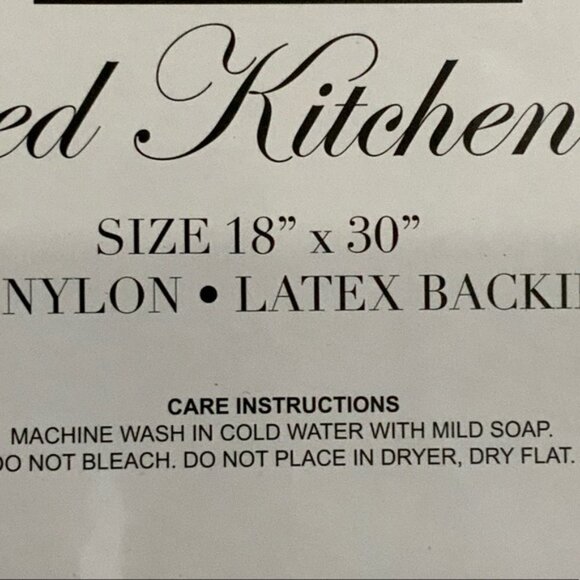 ed Kitchen
SIZE 18” x 30”
NYLON • LATEX BACKI
CARE INSTRUCTIONS
MACHINE WASH IN COLD WATER WITH MILD SOAP.
DO NOT BLEACH. DO NOT PLACE IN DRYER, DRY FLAT.